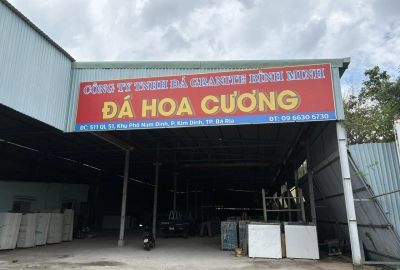 CÔNG TY TNHH ĐÁ GRANITE BÌNH MINH
ĐÁ HOA CƯƠNG
ĐC: 511 QL 51, Khu Phố Nam Dinh, P. Kim Dinh, TP. Bà Rịa ĐT: 09 6630 6730